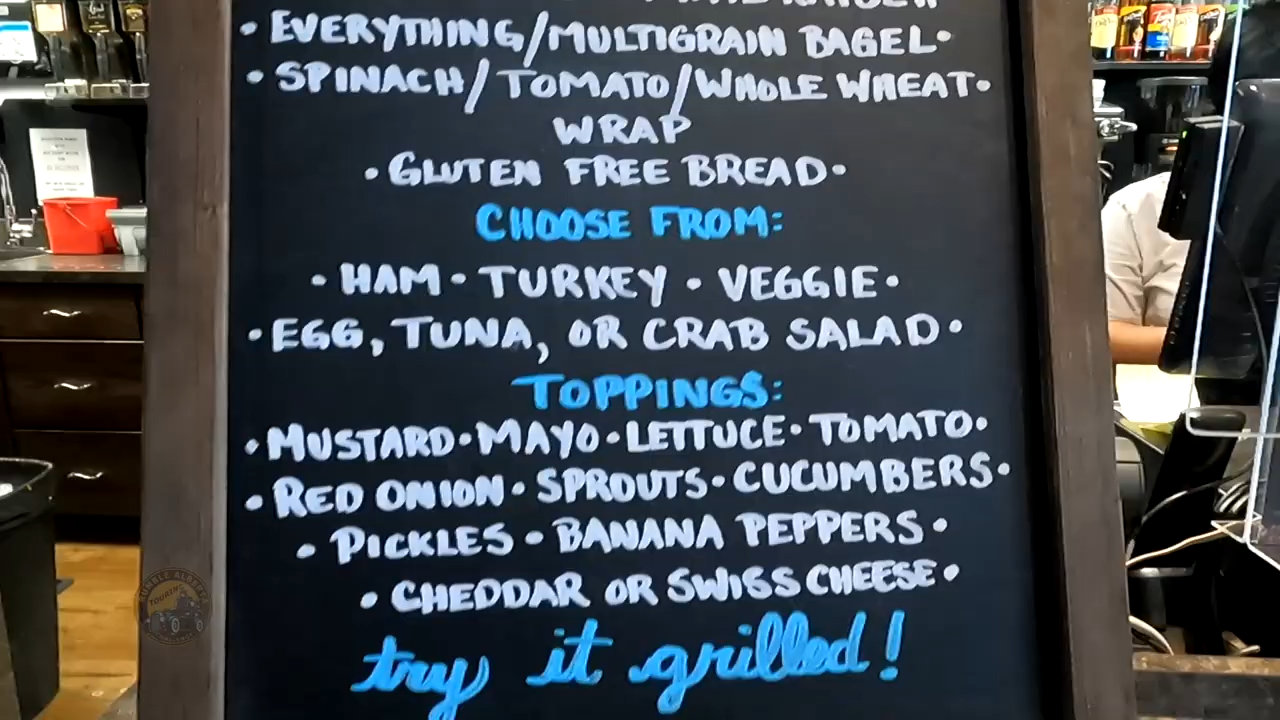 • EVERYTHING/MULTIGRAIN BAGEL •
• SPINACH/TOMATO/WHOLE WHEAT •
WRAP
• GLUTEN FREE BREAD •
CHOOSE FROM:
• HAM • TURKEY • VEGGIE •
• EGG, TUNA, OR CRAB SALAD •
TOPPINGS:
• MUSTARD • MAYO • LETTUCE • TOMATO •
• RED ONION • SPROUTS • CUCUMBERS •
• PICKLES • BANANA PEPPERS •
• CHEDDAR OR SWISS CHEESE •
try it grilled!